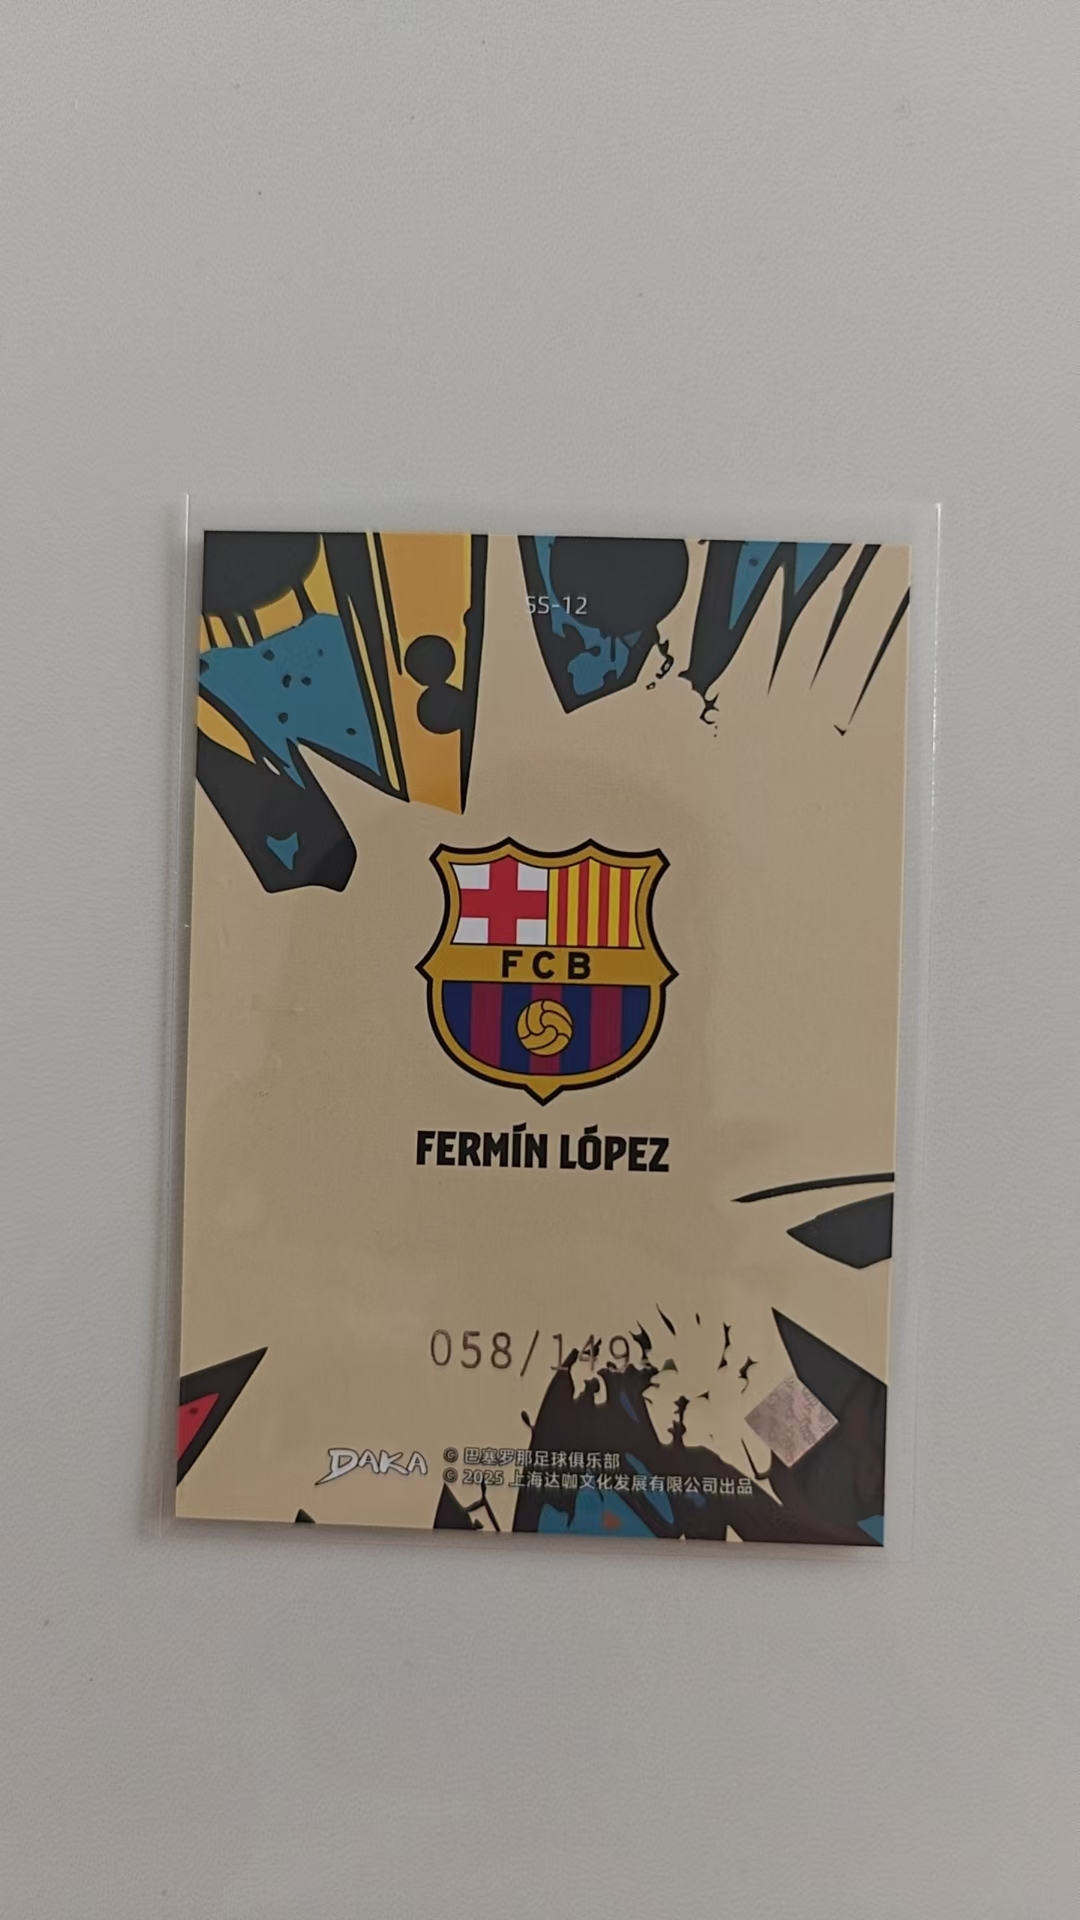 SS-12
FCB
FERMÍN LÓPEZ
058/149
DAKA
© 巴塞罗那足球俱乐部
© 2025 上海达咖文化发展有限公司出品